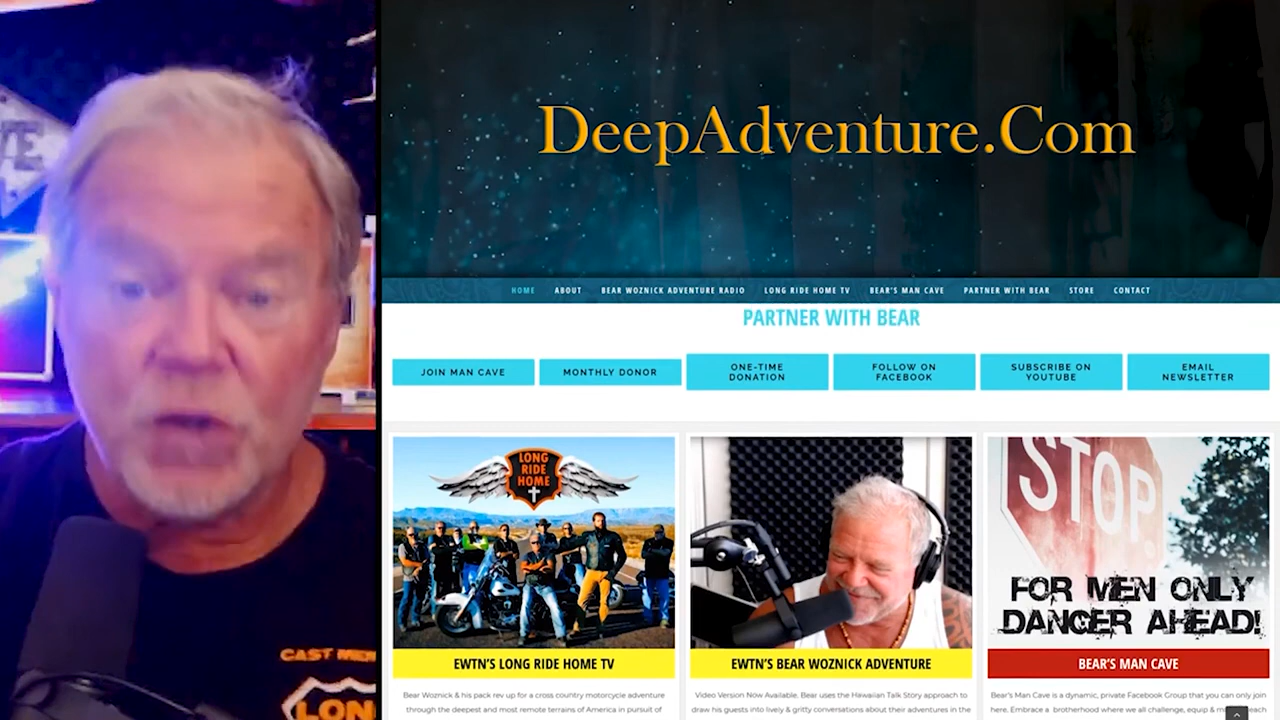 DeepAdventure.Com
HOME ABOUT BEAR WOZNICK ADVENTURE RADIO LONG RIDE HOME TV BEAR'S MAN CAVE PARTNER WITH BEAR STORE CONTACT
PARTNER WITH BEAR
JOIN MAN CAVE
MONTHLY DONOR
ONE-TIME
DONATION
FOLLOW ON
FACEBOOK
SUBSCRIBE ON
YOUTUBE
EMAIL
NEWSLETTER
LONG
RIDE
HOME
EWTN'S LONG RIDE HOME TV
Bear Woznick & his pack rev up for a cross country motorcycle adventure
through the deepest and most remote terrains of America in pursuit of
EWTN'S BEAR WOZNICK ADVENTURE
Video Version Now Available. Bear uses the Hawaiian Talk Story approach to
draw his guests into lively & gritty conversations about their adventures in the
STOP
FOR MEN ONLY
DANGER AHEAD!
BEAR'S MAN CAVE
Bear's Man Cave is a dynamic, private Facebook Group that you can only join
here. Embrace a brotherhood where we all challenge, equip &
CAST
LON